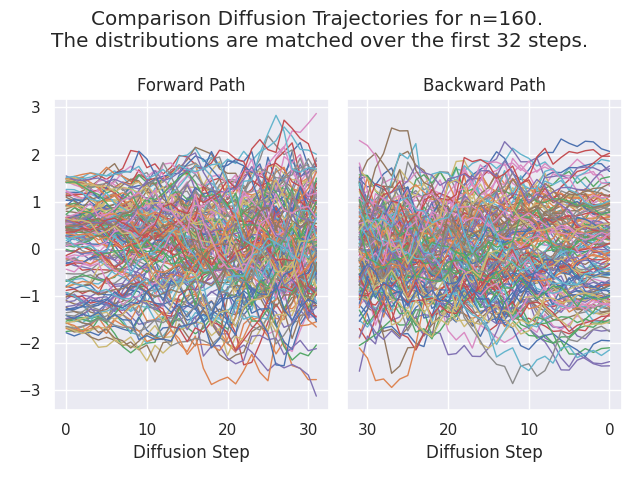 Comparison Diffusion Trajectories for n=160.
The distributions are matched over the first 32 steps.
Forward Path
Backward Path
3
2
1
0
−1
−2
−3
0 10 20 30
30 20 10 0
Diffusion Step
Diffusion Step